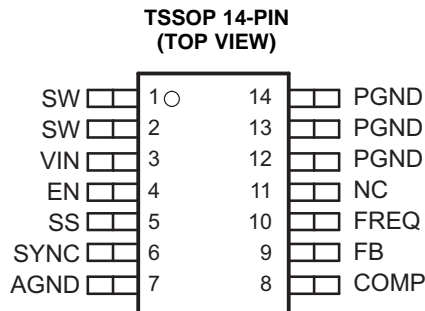 TSSOP 14-PIN
(TOP VIEW)
SW 1 14 PGND
SW 2 13 PGND
VIN 3 12 PGND
EN 4 11 NC
SS 5 10 FREQ
SYNC 6 9 FB
AGND 7 8 COMP